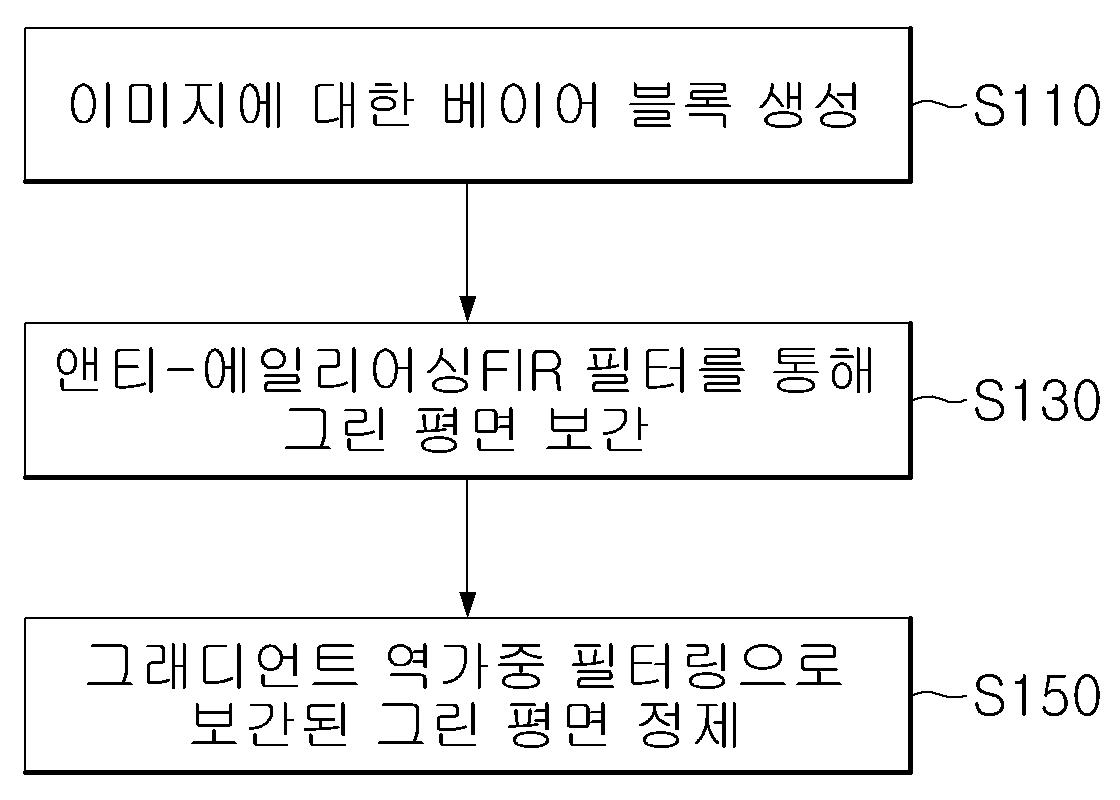 이미지에 대한 베이어 블록 생성
S110
앤티-에일리어싱FIR 필터를 통해
그린 평면 보간
S130
그래디언트 역가중 필터링으로
보간된 그린 평면 정제
S150